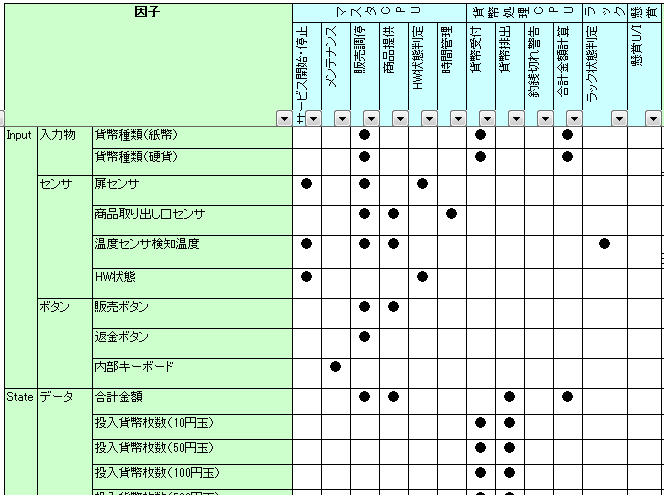 因子
マスタCPU
貨幣処理CPU
ラック
懸賞
サービス開始・停止
メンテナンス
販売調停
商品提供
HW状態判定
時間管理
貨幣受付
貨幣排出
釣銭切れ警告
合計金額計算
ラック状態判定
懸賞U/I
Input
入力物
貨幣種類(紙幣)
貨幣種類(硬貨)
センサ
扉センサ
商品取り出し口センサ
温度センサ検知温度
HW状態
ボタン
販売ボタン
返金ボタン
内部キーボード
State
データ
合計金額
投入貨幣枚数(10円玉)
投入貨幣枚数(50円玉)
投入貨幣枚数(100円玉)